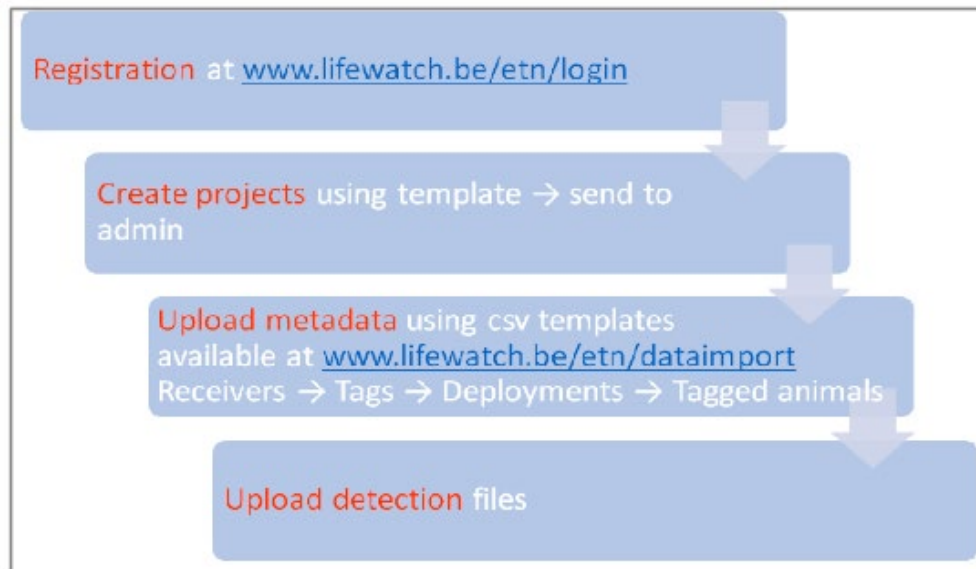 Registration at www.lifewatch.be/etn/login
Create projects using template → send to
admin
Upload metadata using csv templates
available at www.lifewatch.be/etn/dataimport
Receivers → Tags → Deployments → Tagged animals
Upload detection files